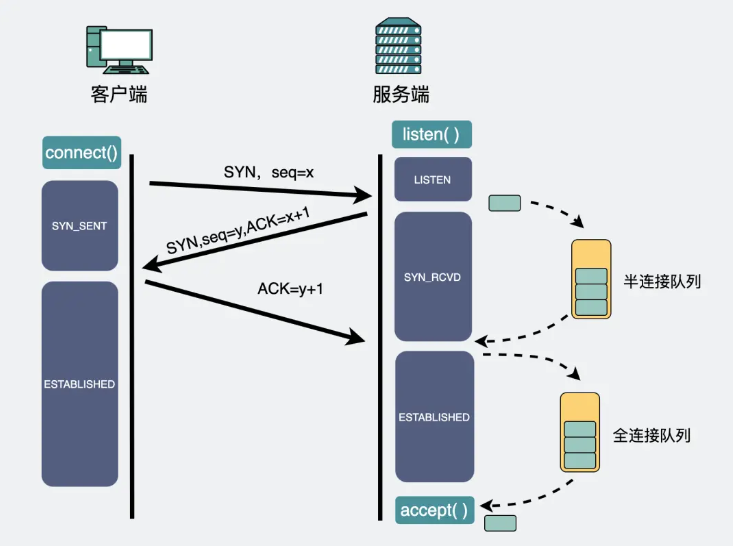 客户端
服务端
connect()
listen( )
SYN，seq=x
LISTEN
SYN_SENT
SYN,seq=y,ACK=x+1
SYN_RCVD
半连接队列
ACK=y+1
ESTABLISHED
ESTABLISHED
全连接队列
accept( )